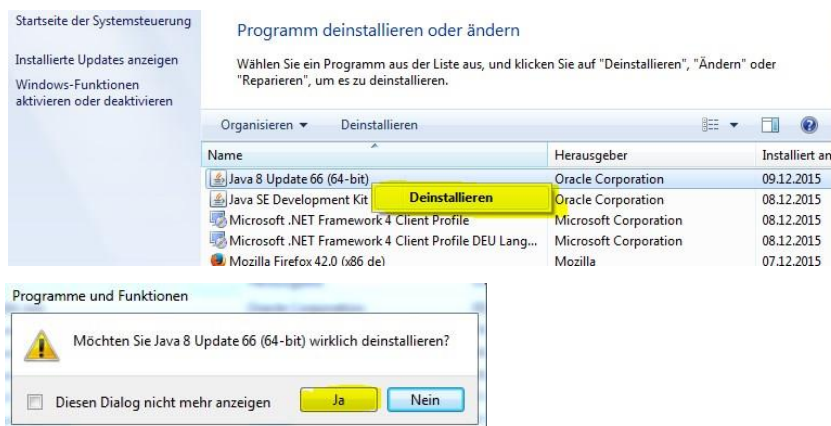 Startseite der Systemsteuerung
Installierte Updates anzeigen
Windows-Funktionen
aktivieren oder deaktivieren
Programm deinstallieren oder ändern
Wählen Sie ein Programm aus der Liste aus, und klicken Sie auf "Deinstallieren", "Ändern" oder
"Reparieren", um es zu deinstallieren.
Organisieren Deinstallieren
Name Herausgeber Installiert am
Java 8 Update 66 (64-bit) Oracle Corporation 09.12.2015
Java SE Development Kit Deinstallieren Oracle Corporation 08.12.2015
Microsoft .NET Framework 4 Client Profile Microsoft Corporation 08.12.2015
Microsoft .NET Framework 4 Client Profile DEU Lang... Microsoft Corporation 08.12.2015
Mozilla Firefox 42.0 (x86 de) Mozilla 07.12.2015
Programme und Funktionen
Möchten Sie Java 8 Update 66 (64-bit) wirklich deinstallieren?
Diesen Dialog nicht mehr anzeigen Ja Nein